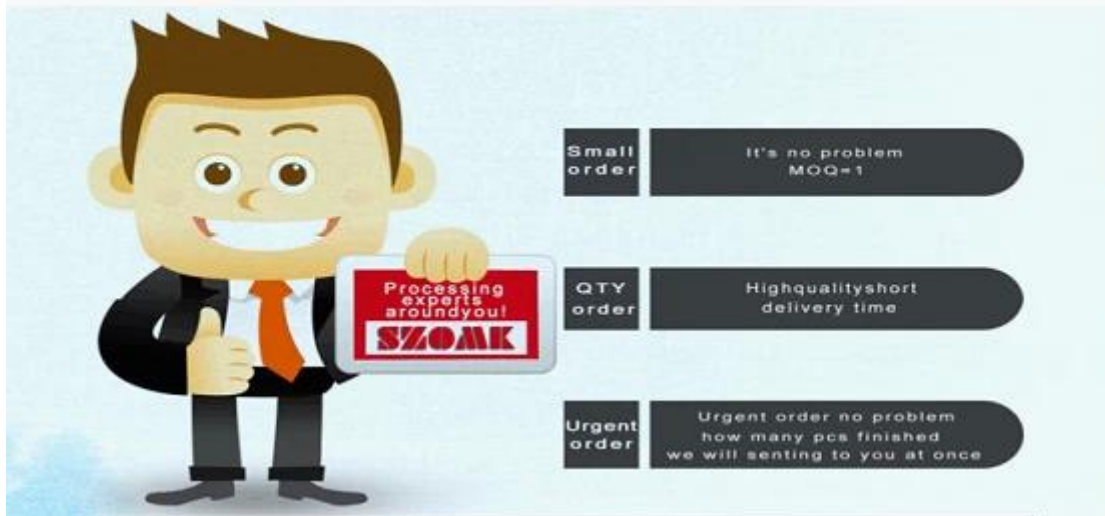 Processing
experts
aroundyou!
SZOMK
Small
order
It's no problem
MOQ=1
QTY
order
Highqualityshort
delivery time
Urgent
order
Urgent order no problem
how many pcs finished
we will senting to you at once